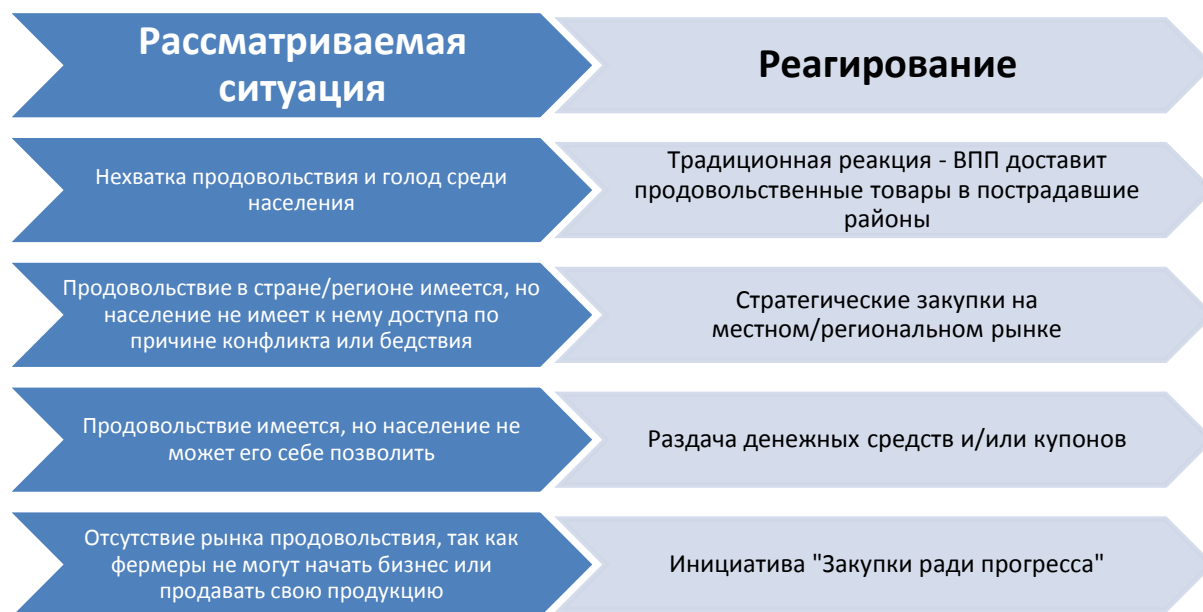 Рассматриваемая
ситуация
Реагирование
Нехватка продовольствия и голод среди
населения
Традиционная реакция - ВПП доставит
продовольственные товары в пострадавшие
районы
Продовольствие в стране/регионе имеется, но
население не имеет к нему доступа по
причине конфликта или бедствия
Стратегические закупки на
местном/региональном рынке
Продовольствие имеется, но население не
может его себе позволить
Раздача денежных средств и/или купонов
Отсутствие рынка продовольствия, так как
фермеры не могут начать бизнес или
продавать свою продукцию
Инициатива "Закупки ради прогресса"